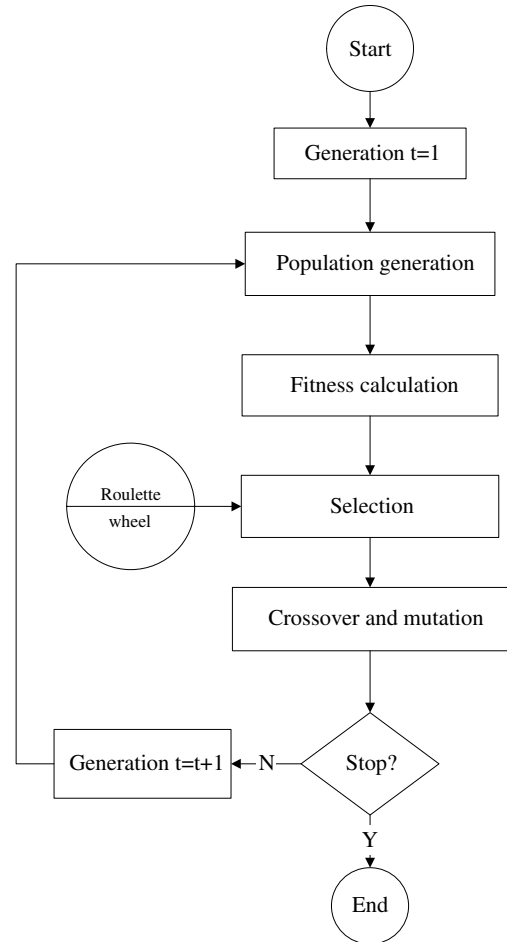 Start
Generation t=1
Population generation
Fitness calculation
Roulette
wheel
Selection
Crossover and mutation
Generation t=t+1
N
Stop?
Y
End